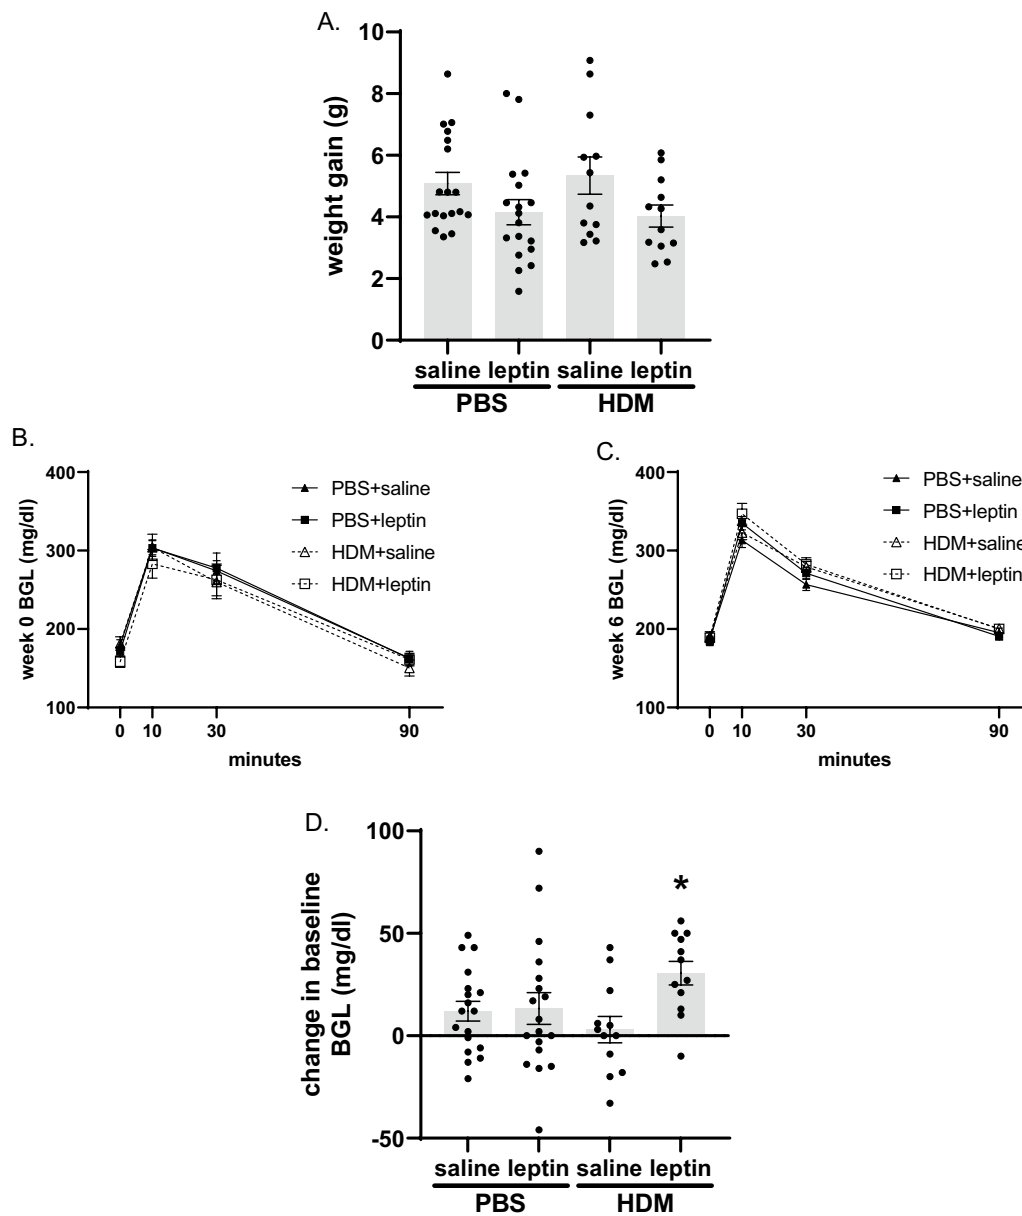 A.
weight gain (g)
10
8
6
4
2
0
saline leptin saline leptin
PBS HDM
B.
week 0 BGL (mg/dl)
400
300
200
100
PBS+saline
PBS+leptin
HDM+saline
HDM+leptin
0 10 30 90
minutes
C.
week 6 BGL (mg/dl)
400
300
200
100
PBS+saline
PBS+leptin
HDM+saline
HDM+leptin
0 10 30 90
minutes
D.
change in baseline
BGL (mg/dl)
100
50
0
-50
*
saline leptin saline leptin
PBS HDM